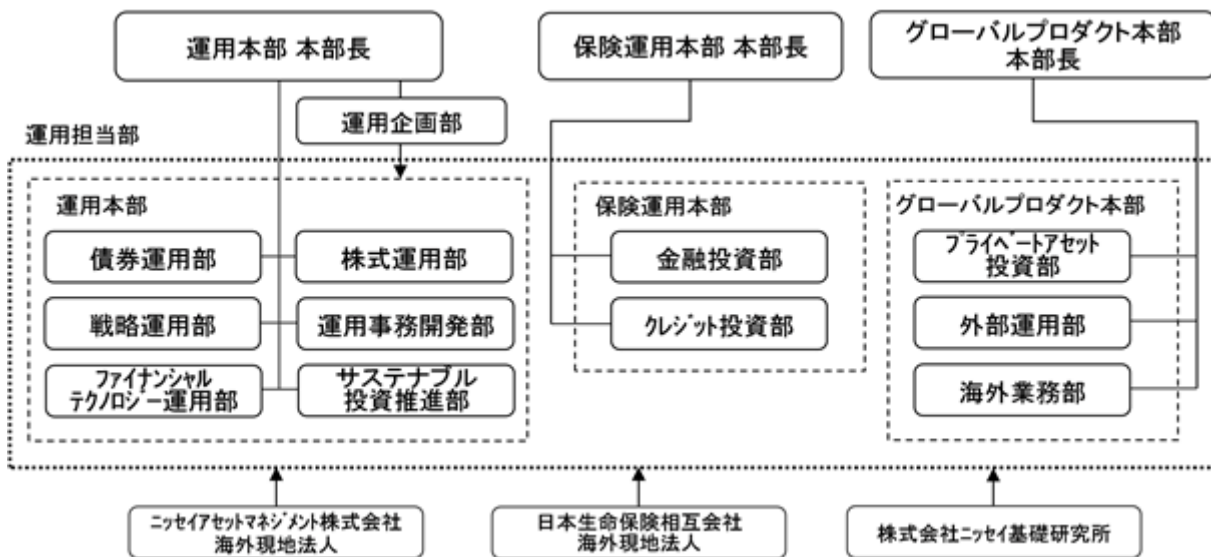 運用本部 本部長
保険運用本部 本部長
グローバルプロダクト本部
本部長
運用企画部
運用担当部
運用本部
債券運用部
株式運用部
戦略運用部
運用事務開発部
ファイナンシャル
テクノロジー運用部
サステナブル
投資推進部
保険運用本部
金融投資部
クレジット投資部
グローバルプロダクト本部
プライベートアセット
投資部
外部運用部
海外業務部
ニッセイアセットマネジメント株式会社
海外現地法人
日本生命保険相互会社
海外現地法人
株式会社ニッセイ基礎研究所